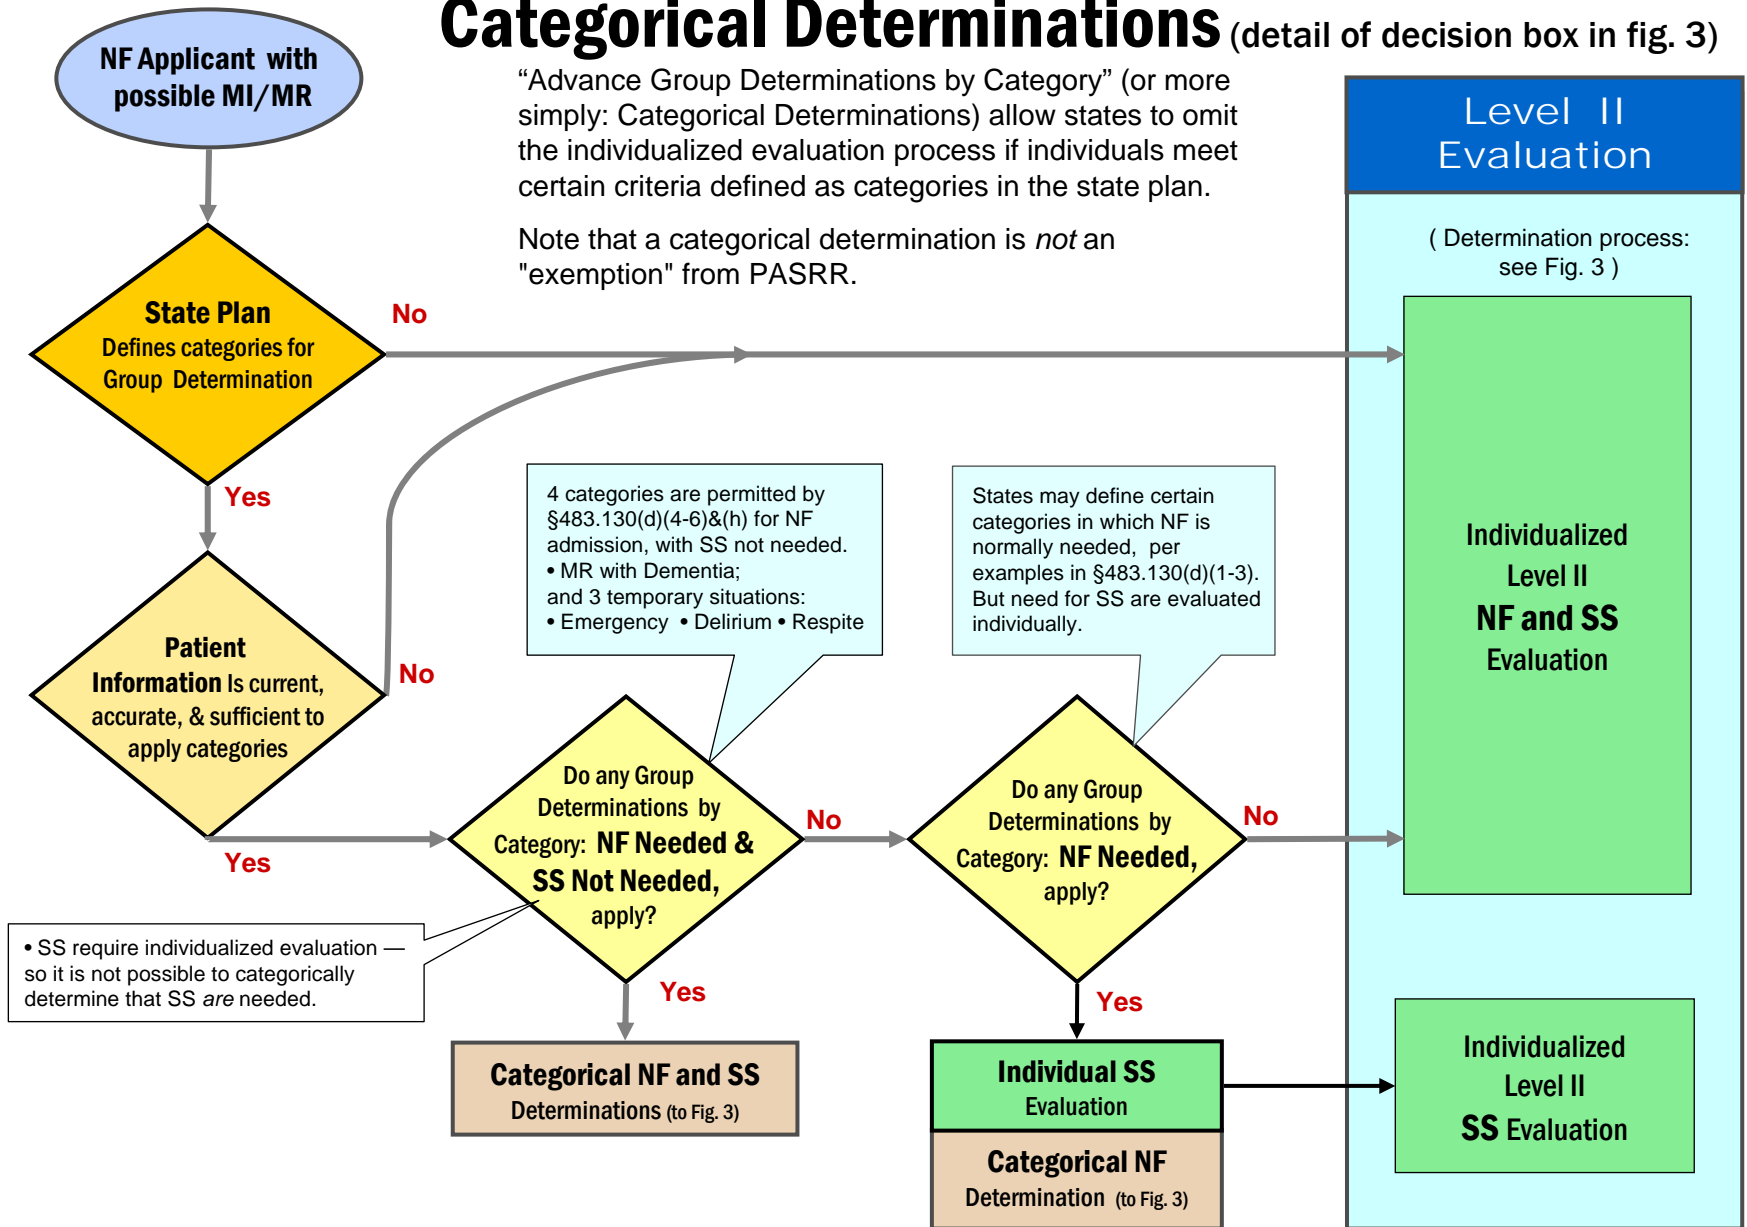 Categorical Determinations (detail of decision box in fig. 3)
NF Applicant with
possible MI/MR
“Advance Group Determinations by Category” (or more
simply: Categorical Determinations) allow states to omit
the individualized evaluation process if individuals meet
certain criteria defined as categories in the state plan.
Note that a categorical determination is not an
"exemption" from PASRR.
Level II
Evaluation
( Determination process:
see Fig. 3 )
State Plan
Defines categories for
Group Determination
No
Yes
Patient
Information Is current,
accurate, & sufficient to
apply categories
No
Yes
4 categories are permitted by
§483.130(d)(4-6)&(h) for NF
admission, with SS not needed.
• MR with Dementia;
and 3 temporary situations:
• Emergency • Delirium • Respite
States may define certain
categories in which NF is
normally needed, per
examples in §483.130(d)(1-3).
But need for SS are evaluated
individually.
Individualized
Level II
NF and SS
Evaluation
Do any Group
Determinations by
Category: NF Needed &
SS Not Needed,
apply?
No
Yes
Do any Group
Determinations by
Category: NF Needed,
apply?
No
Yes
• SS require individualized evaluation —
so it is not possible to categorically
determine that SS are needed.
Categorical NF and SS
Determinations (to Fig. 3)
Individual SS
Evaluation
Categorical NF
Determination (to Fig. 3)
Individualized
Level II
SS Evaluation